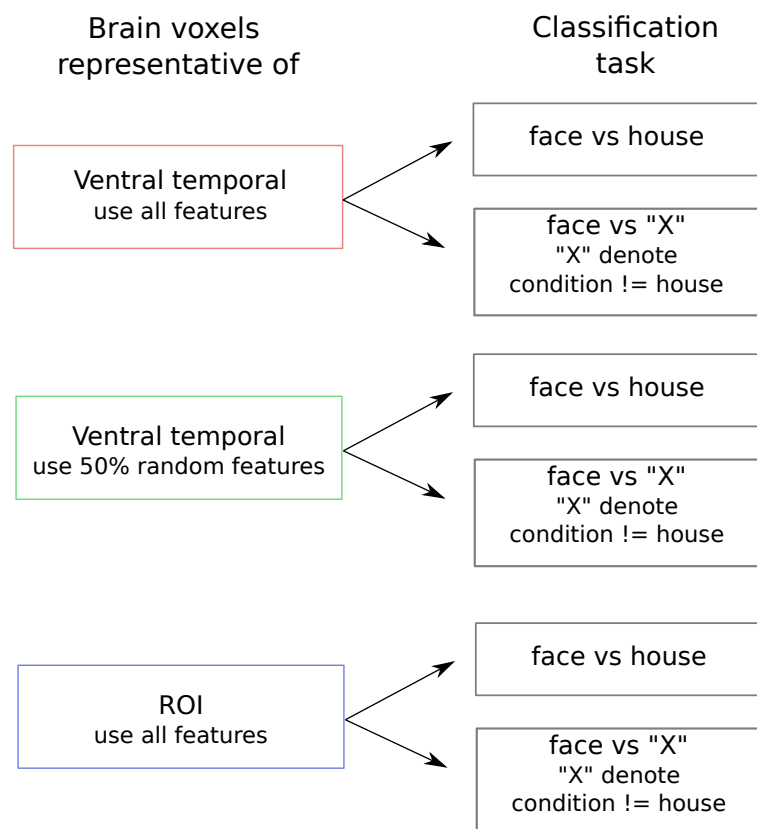 Brain voxels
representative of
Classification
task
Ventral temporal
use all features
face vs house
face vs "X"
"X" denote
condition != house
Ventral temporal
use 50% random features
face vs house
face vs "X"
"X" denote
condition != house
ROI
use all features
face vs house
face vs "X"
"X" denote
condition != house